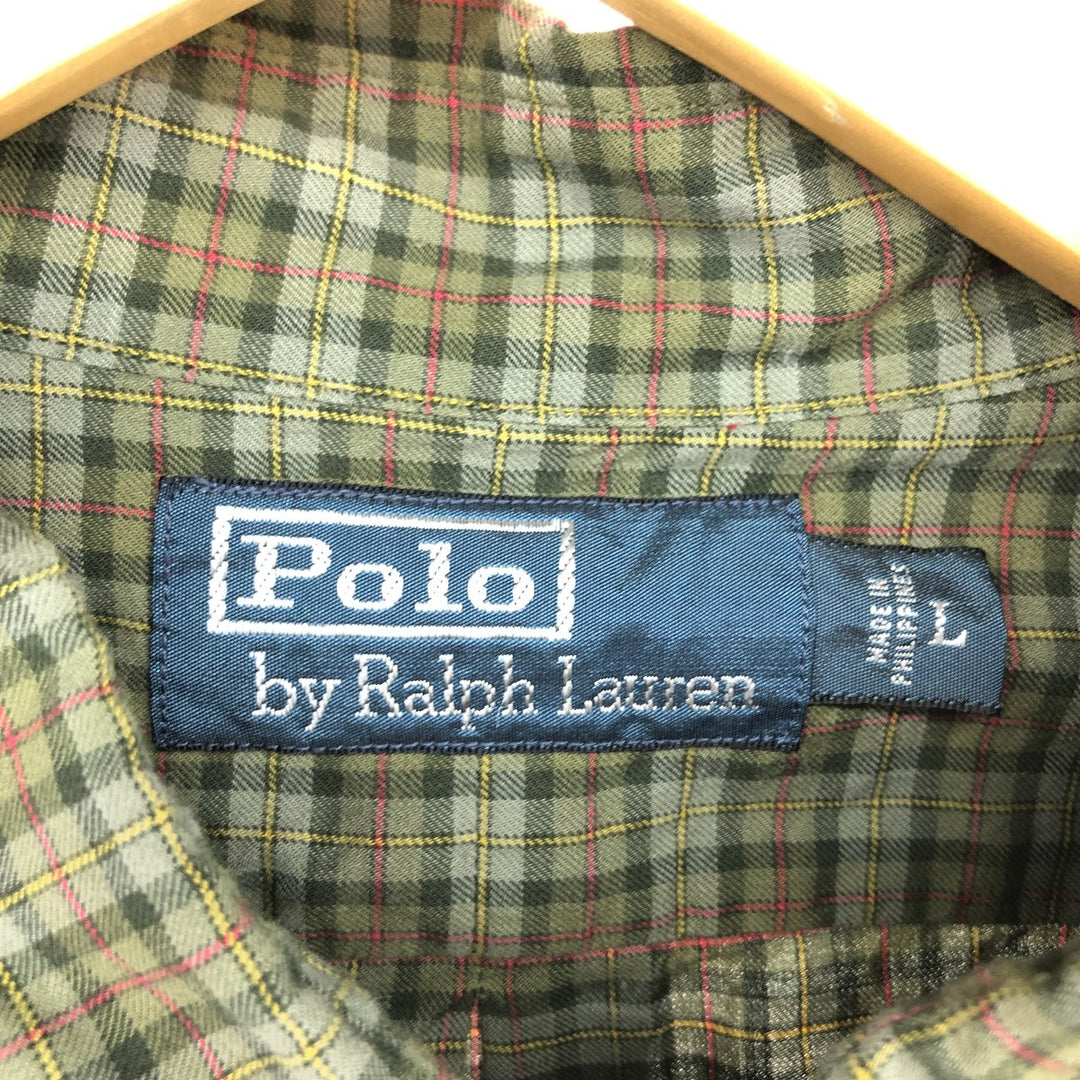 Polo
by Ralph Lauren
MADE IN
PHILIPPINES
L